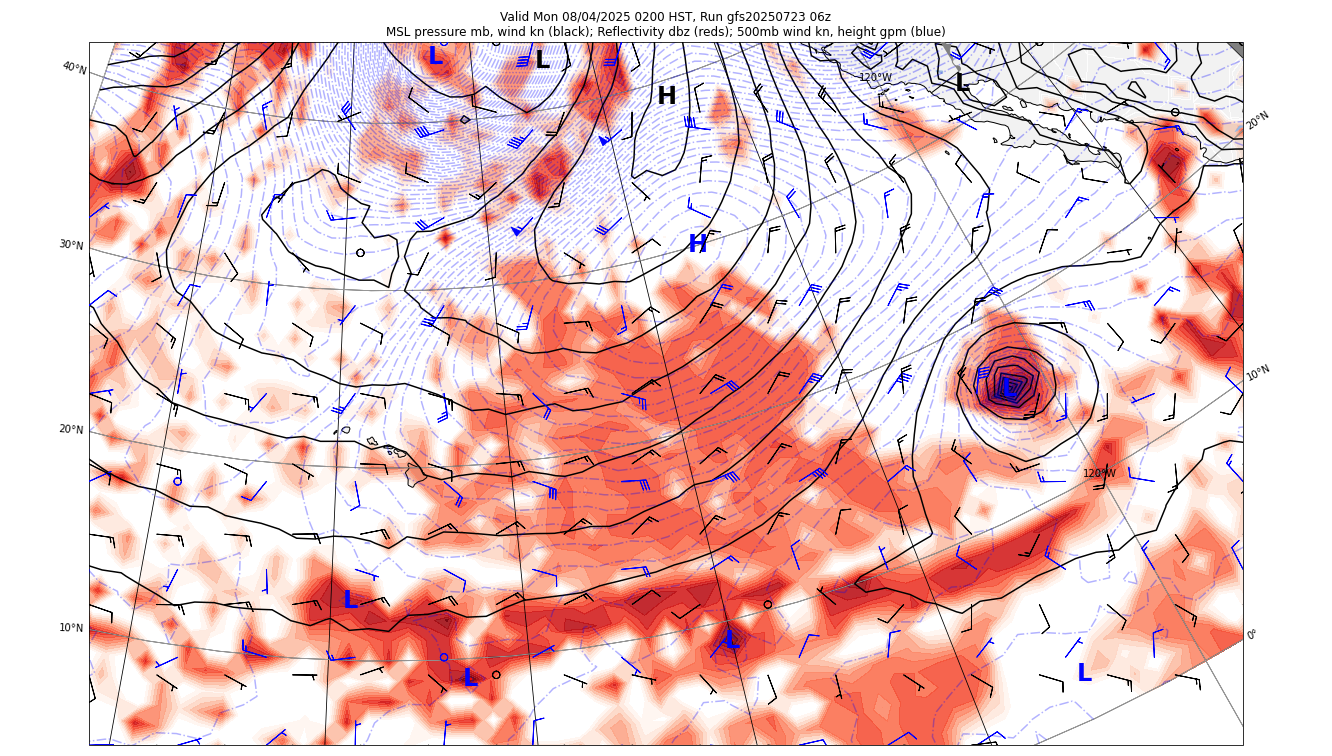 Valid Mon 08/04/2025 0200 HST, Run gfs20250723 06z
MSL pressure mb, wind kn (black); Reflectivity dbz (reds); 500mb wind kn, height gpm (blue)
L L L
40°N H 120°W
20°N
30°N H
10°N
L
20°N
120°W
L
10°N L 0°
L L